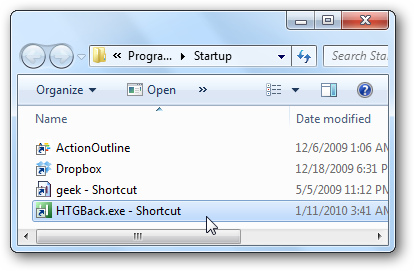 « Progra... ▸ Startup
Search Sta
Organize ▾ Open »
Name Date modified
ActionOutline 12/6/2009 1:06 AM
Dropbox 12/18/2009 6:31 P
geek - Shortcut 5/5/2009 11:12 PM
HTGBack.exe - Shortcut 1/11/2010 3:41 AM